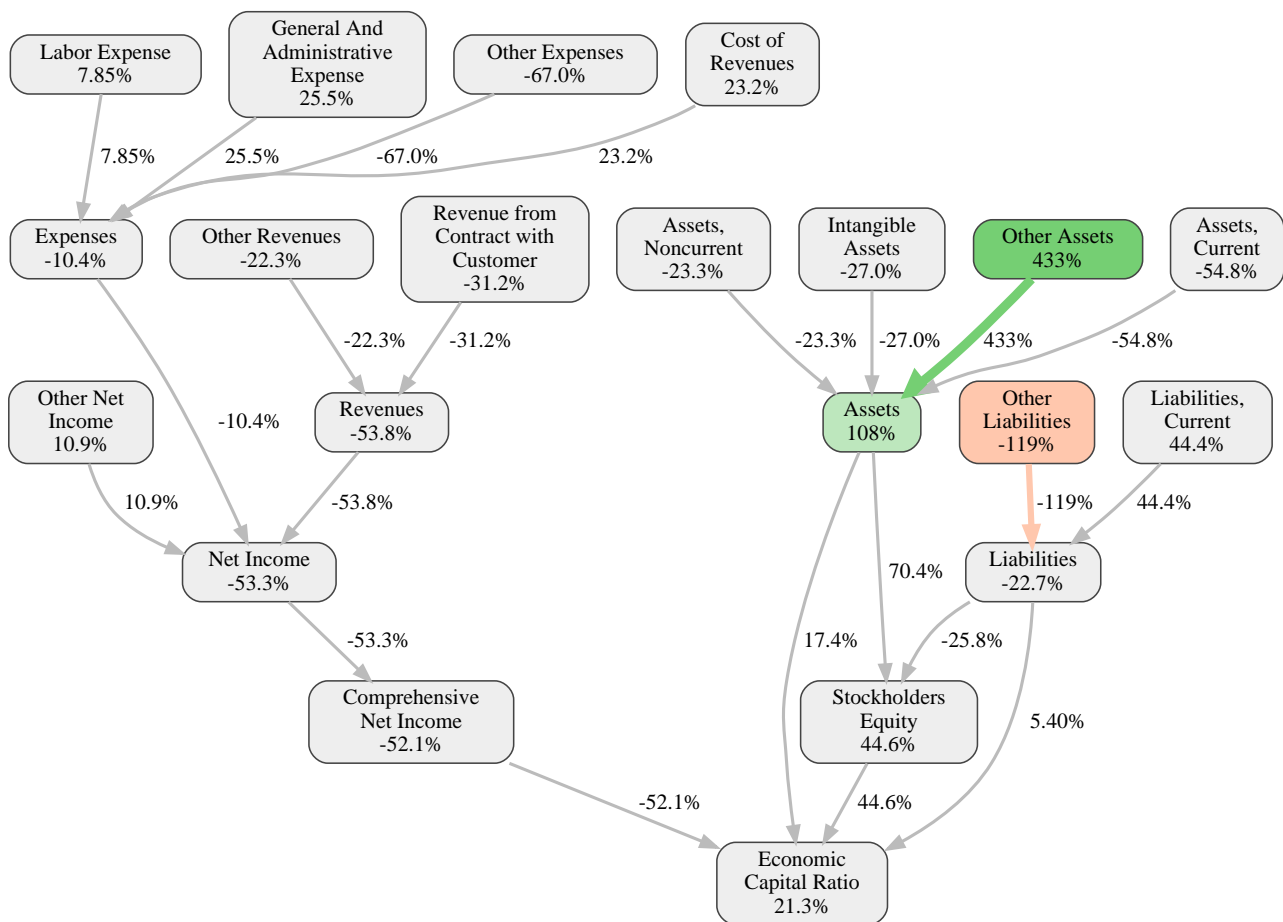 Labor Expense
7.85%
General And
Administrative
Expense
25.5%
Other Expenses
-67.0%
Cost of
Revenues
23.2%
7.85%
25.5%
-67.0%
23.2%
Expenses
-10.4%
Other Revenues
-22.3%
Revenue from
Contract with
Customer
-31.2%
Assets,
Noncurrent
-23.3%
Intangible
Assets
-27.0%
Other Assets
433%
Assets,
Current
-54.8%
-22.3%
-31.2%
-23.3%
-27.0%
433%
-54.8%
Other Net
Income
10.9%
-10.4%
Revenues
-53.8%
Assets
108%
Other
Liabilities
-119%
Liabilities,
Current
44.4%
10.9%
-53.8%
-119%
44.4%
Net Income
-53.3%
70.4%
Liabilities
-22.7%
-53.3%
17.4%
-25.8%
Comprehensive
Net Income
-52.1%
Stockholders
Equity
44.6%
5.40%
-52.1%
44.6%
Economic
Capital Ratio
21.3%